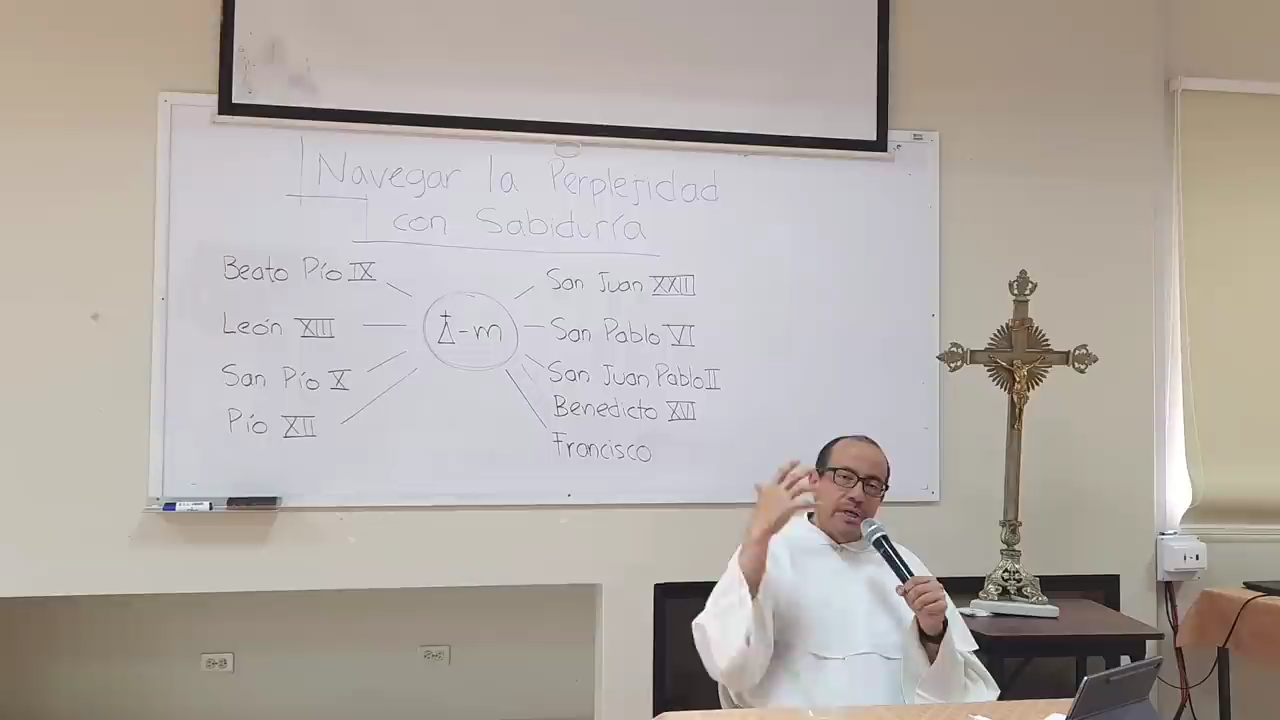 Navegar la Perplejidad
con Sabiduría
Beato Pío IX
León XIII
San Pío X
Pío XII
-m
San Juan XXIII
San Pablo VI
San Juan Pablo II
Benedicto XVI
Francisco